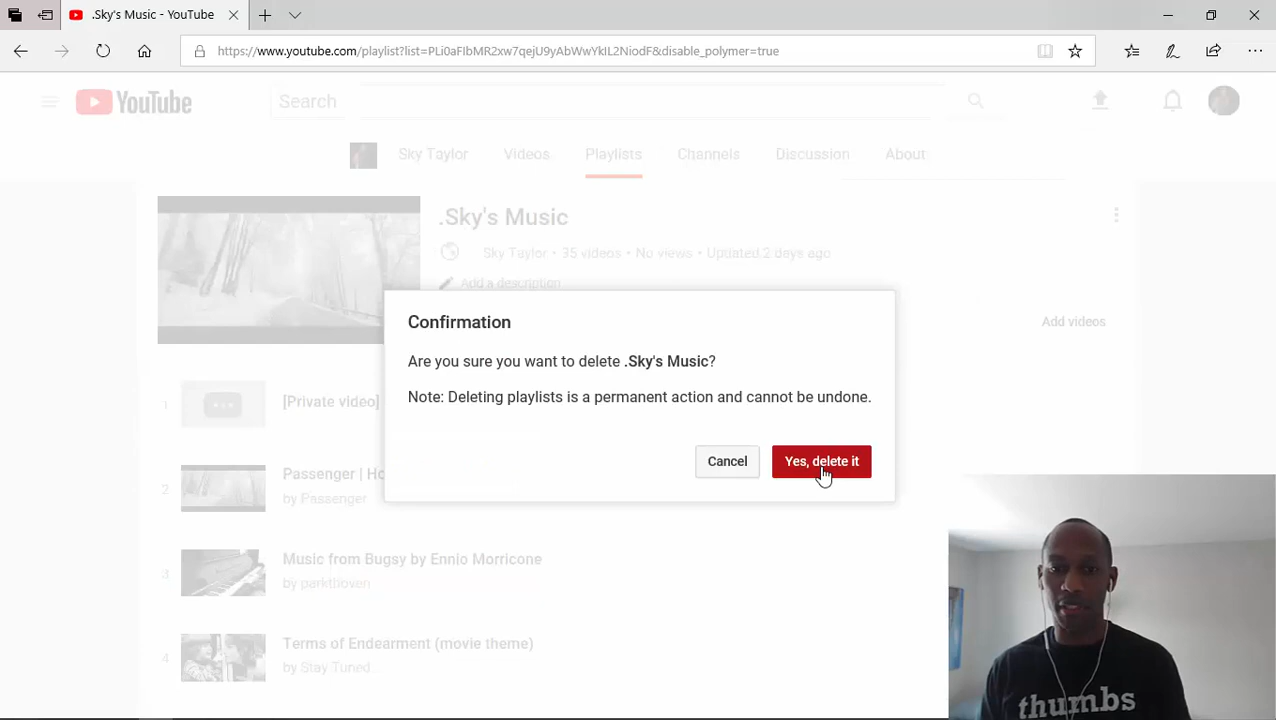 .Sky's Music - YouTube
https://www.youtube.com/playlist?list=PLi0aFIbMR2xw7qejU9yAbWwYkIL2NiodF&disable_polymer=true
YouTube
Search
Sky Taylor
Videos
Playlists
Channels
Discussion
About
.Sky's Music
Sky Taylor • 35 videos • No views • Updated 2 days ago
Add a description
Add videos
Confirmation
Are you sure you want to delete .Sky's Music?
Note: Deleting playlists is a permanent action and cannot be undone.
Cancel
Yes, delete it
1
[Private video]
2
Passenger | Ho
by Passenger
3
Music from Bugsy by Ennio Morricone
by parkthoven
4
Terms of Endearment (movie theme)
by Stay Tuned
thumbs